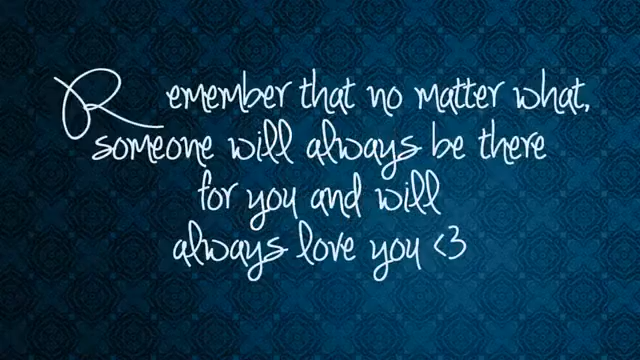 Remember that no matter what,
someone will always be there
for you and will
always love you <3